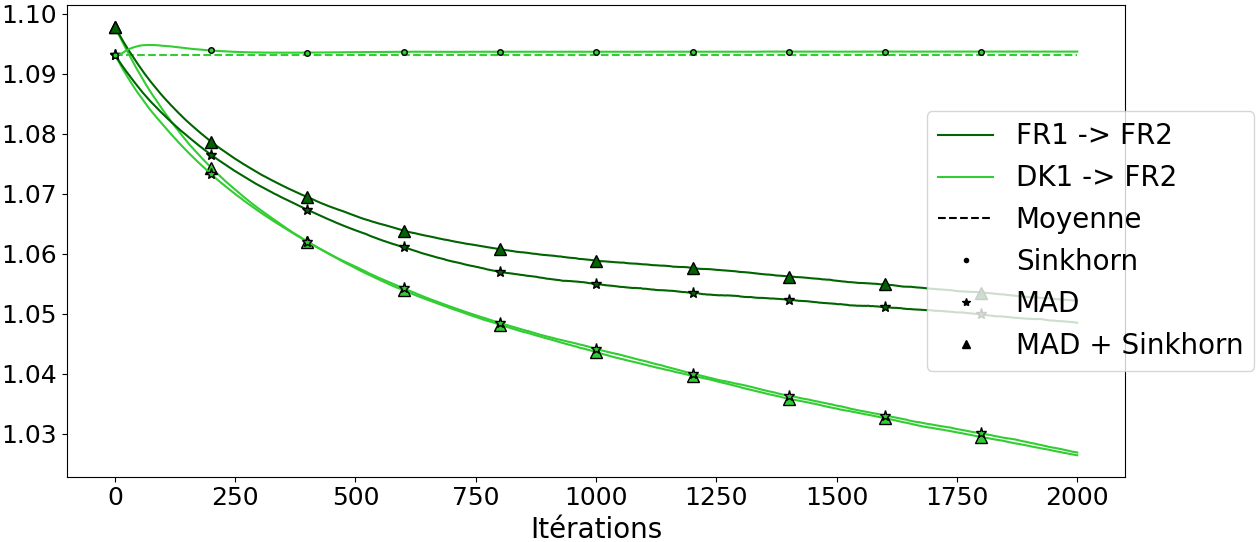 1.10
1.09
1.08
1.07
1.06
1.05
1.04
1.03
0 250 500 750 1000 1250 1500 1750 2000
Itérations
FR1 -> FR2
DK1 -> FR2
Moyenne
Sinkhorn
MAD
MAD + Sinkhorn